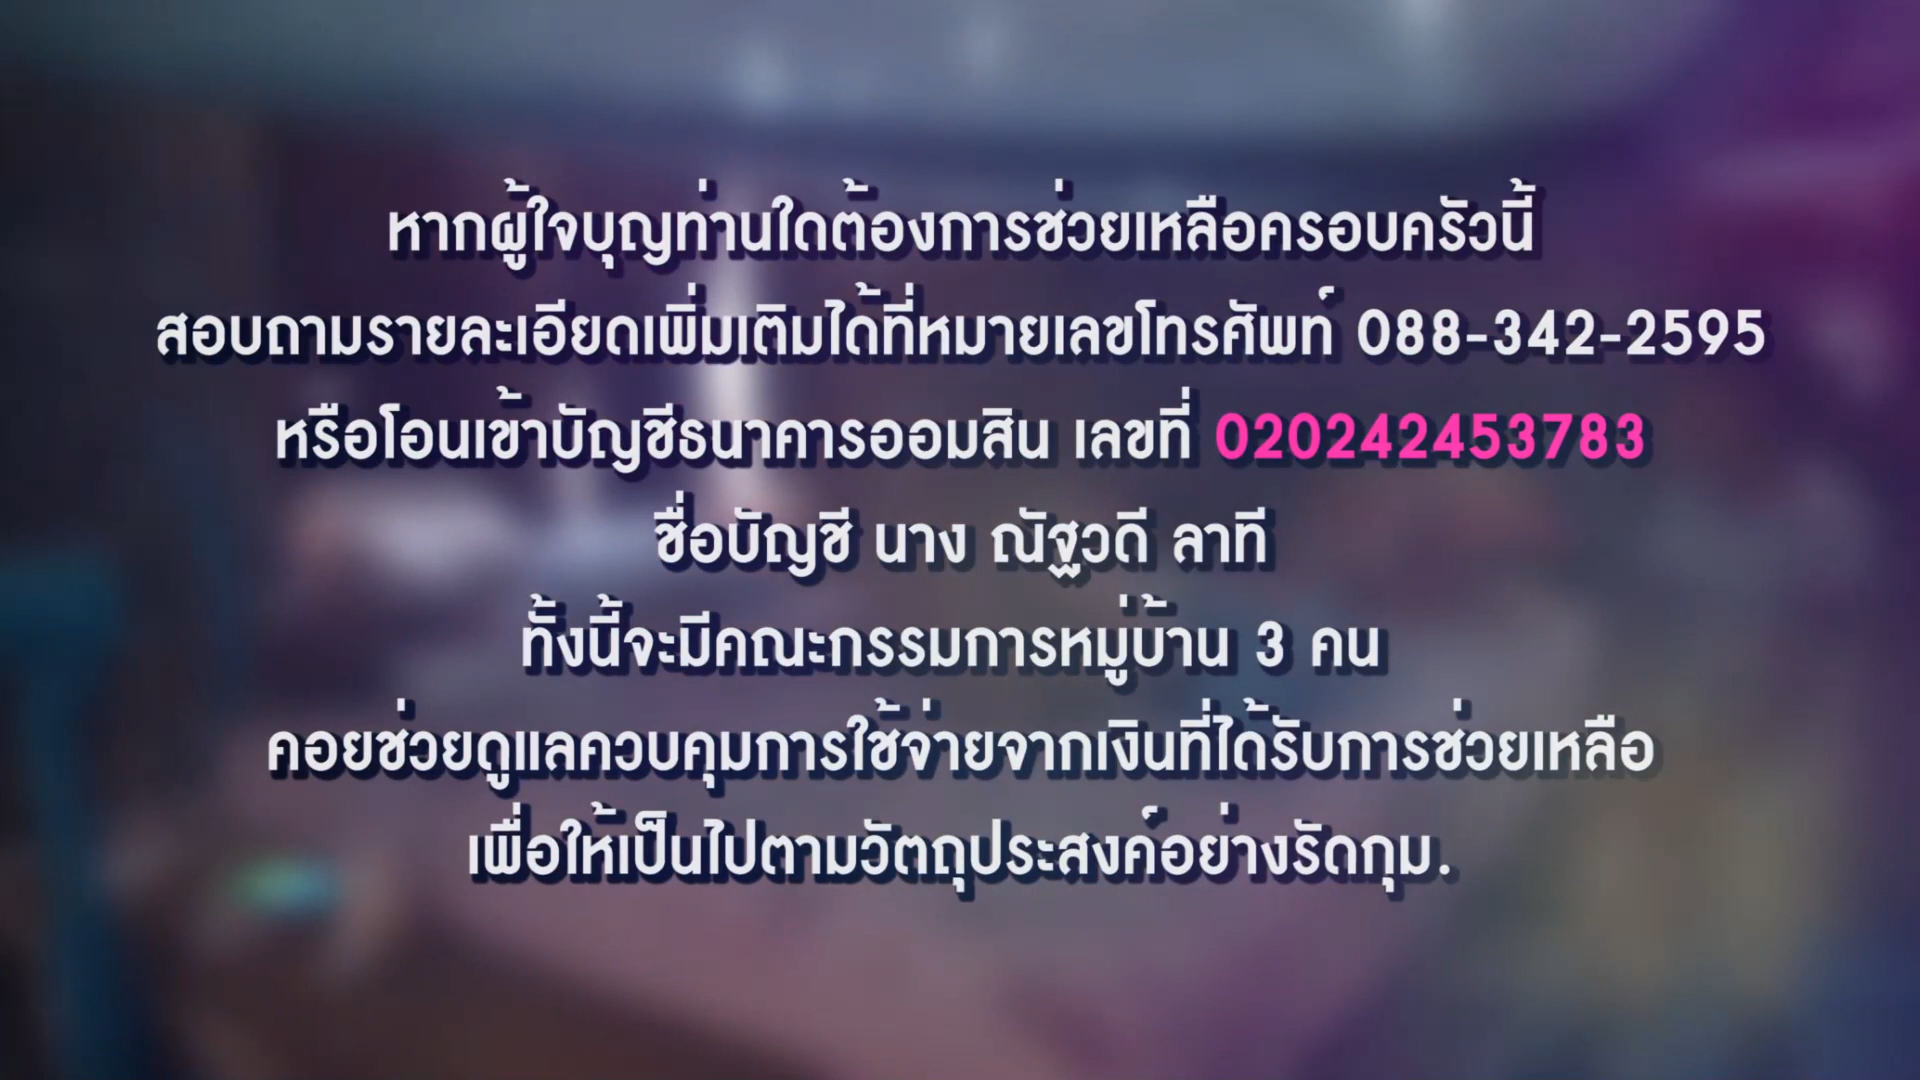 หากผู้ใจบุญท่านใดต้องการช่วยเหลือครอบครัวนี้
สอบถามรายละเอียดเพิ่มเติมได้ที่หมายเลขโทรศัพท์ 088-342-2595
หรือโอนเข้าบัญชีธนาคารออมสิน เลขที่ 020242453783
ชื่อบัญชี นาง ณัฐวดี ลาที
ทั้งนี้จะมีคณะกรรมการหมู่บ้าน 3 คน
คอยช่วยดูแลควบคุมการใช้จ่ายจากเงินที่ได้รับการช่วยเหลือ
เพื่อให้เป็นไปตามวัตถุประสงค์อย่างรัดกุม.